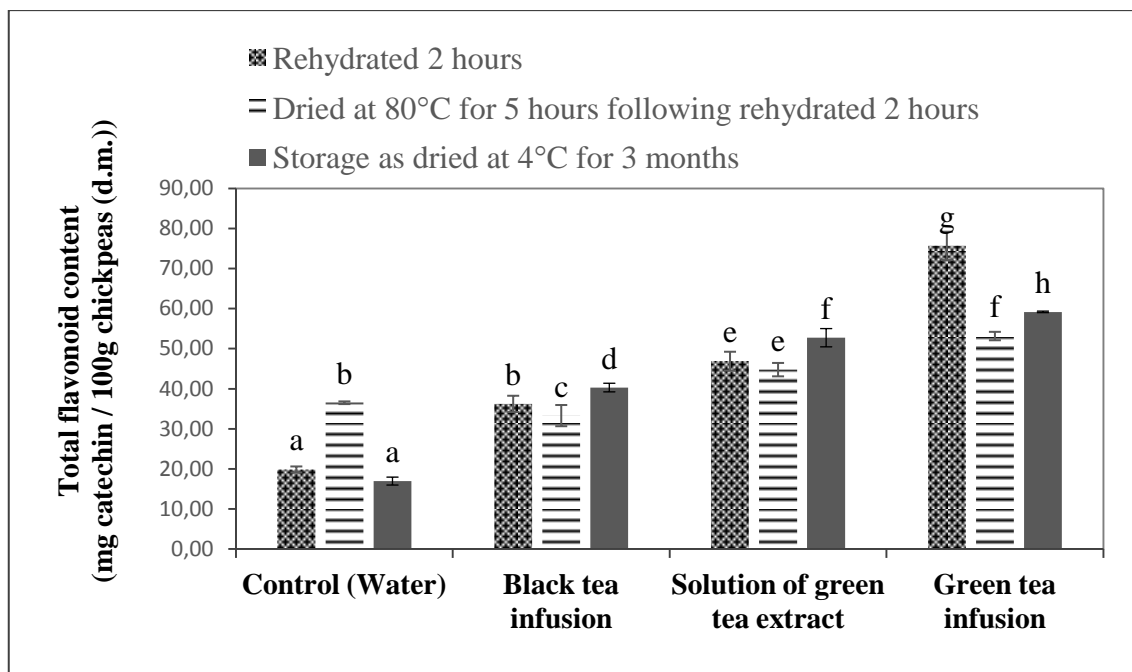 Rehydrated 2 hours
Dried at 80°C for 5 hours following rehydrated 2 hours
Storage as dried at 4°C for 3 months
Total flavonoid content
(mg catechin / 100g chickpeas (d.m.))
90,00
80,00
70,00
60,00
50,00
40,00
30,00
20,00
10,00
0,00
a
b
a
b
c
d
e
e
f
g
f
h
Control (Water)
Black tea
infusion
Solution of green
tea extract
Green tea
infusion